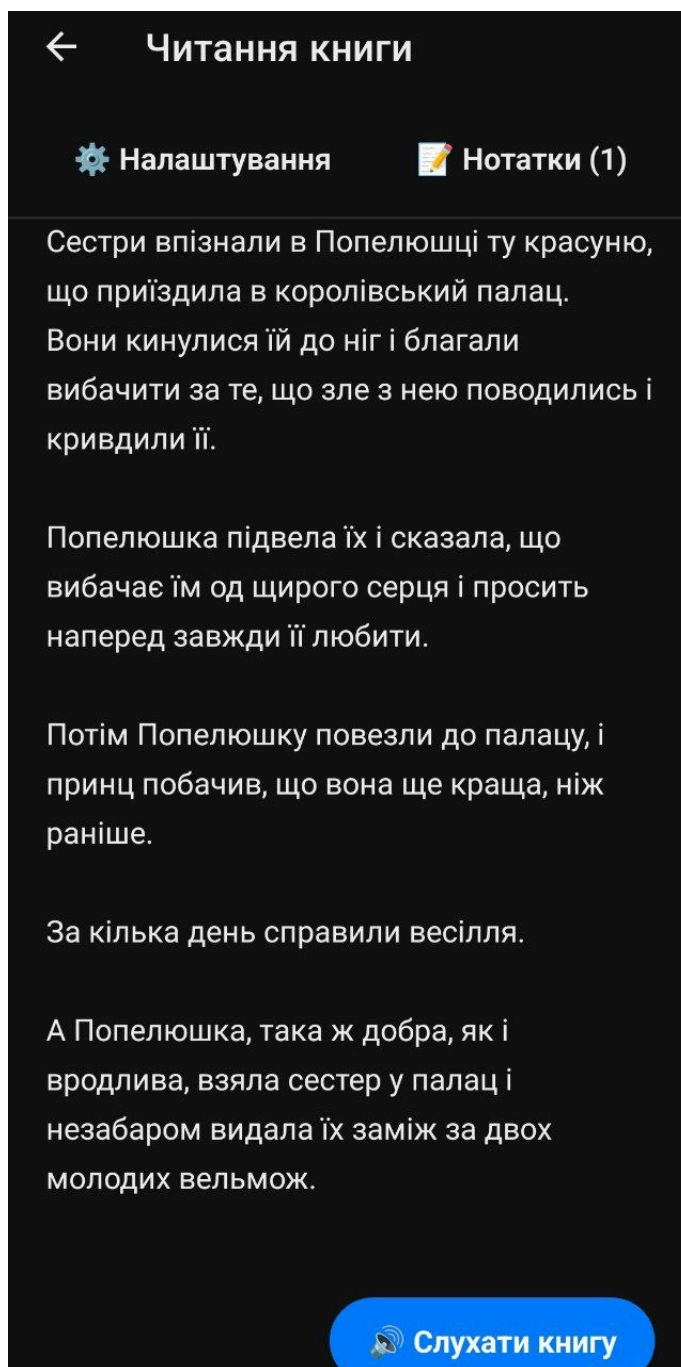 Читання книги
Налаштування
Нотатки (1)
Сестри впізнали в Попелюшці ту красуню,
що приїздила в королівський палац.
Вони кинулися їй до ніг і благали
вибачити за те, що зле з нею поводились і
кривдили її.
Попелюшка підвела їх і сказала, що
вибачає їм од щирого серця і просить
наперед завжди її любити.
Потім Попелюшку повезли до палацу, і
принц побачив, що вона ще краща, ніж
раніше.
За кілька день справили весілля.
А Попелюшка, така ж добра, як і
вродлива, взяла сестер у палац і
незабаром видала їх заміж за двох
молодих вельмож.
Слухати книгу